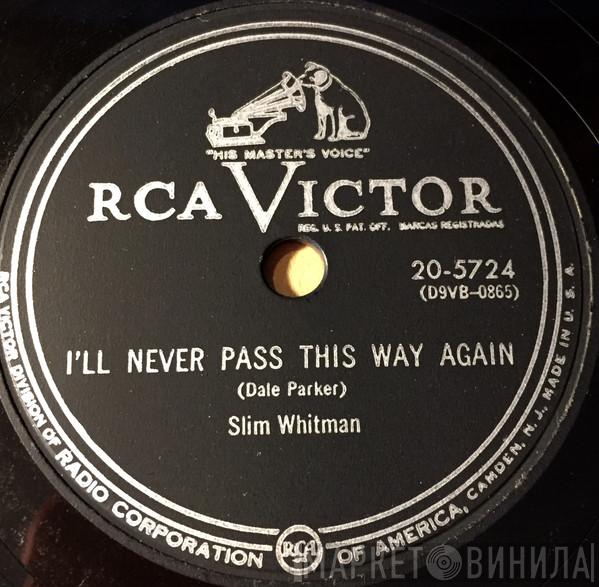 "HIS MASTER'S VOICE"
RCA VICTOR
REG. U. S. PAT. OFF. MARCAS REGISTRADAS
20-5724
(D9VB-0865)
I'LL NEVER PASS THIS WAY AGAIN
(Dale Parker)
Slim Whitman
RCA VICTOR DIVISION OF RADIO CORPORATION OF AMERICA, CAMDEN, N. J., MADE IN U. S. A.
RCA
МАРКЕТ ВИНИЛА